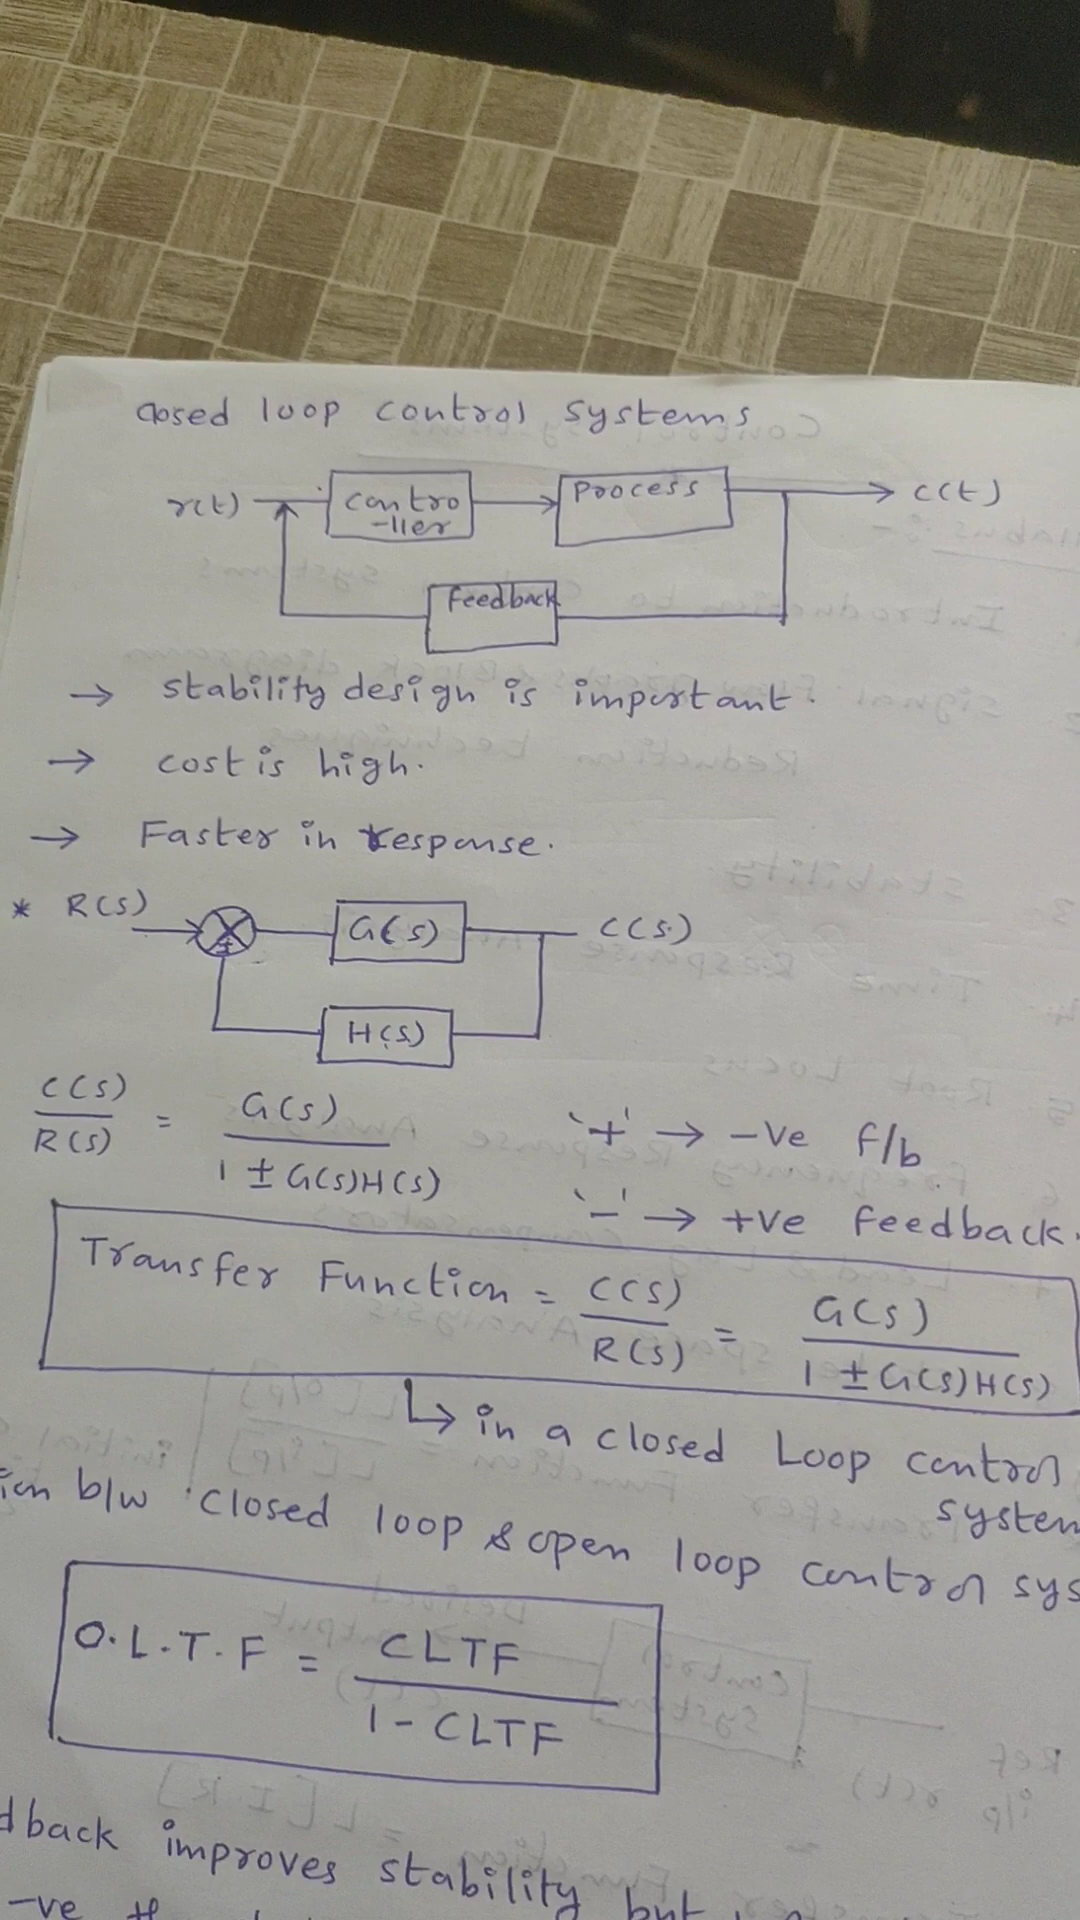 closed loop control systems
r(t) contro -ller process c(t)
feedback
→ stability design is important.
→ cost is high.
→ Faster in response.
* R(S) G(S) C(S)
±
H(S)
C(S)/R(S) = G(S)/1 ± G(S)H(S) '+' → -ve f/b
'-' → +ve feedback.
Transfer Function = C(S)/R(S) = G(S)/1 ± G(S)H(S)
↳ in a closed Loop control
system
ion b/w closed loop & open loop control sys
O.L.T.F = CLTF/1 - CLTF
dback improves stability but
-ve